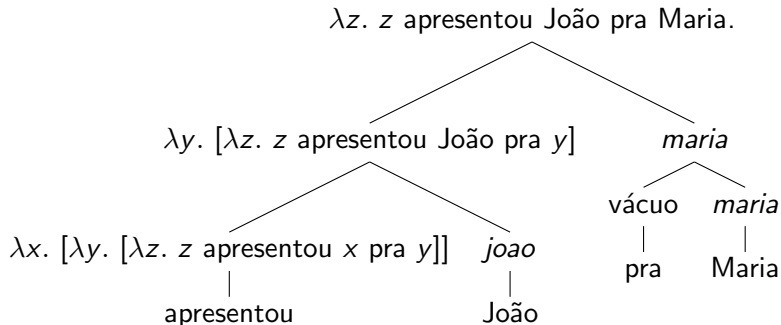 λz. z apresentou João pra Maria.
λy. [λz. z apresentou João pra y] maria
vácuo maria
λx. [λy. [λz. z apresentou x pra y]] joao
pra Maria
apresentou João